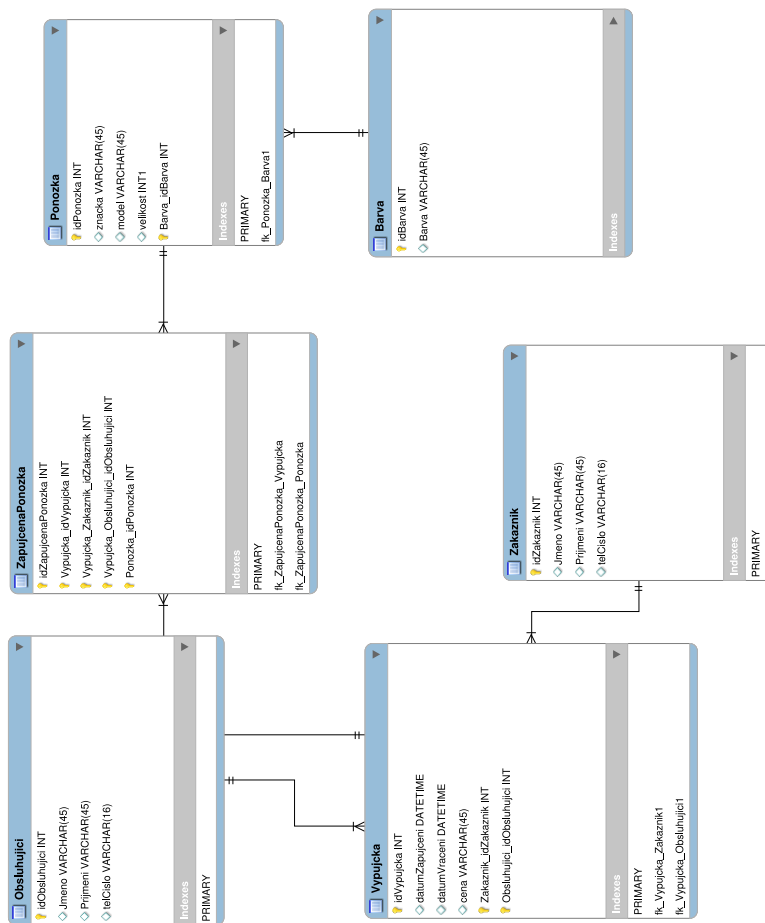 Ponozka
idPonozka INT
znacka VARCHAR(45)
model VARCHAR(45)
velikost INT1
Barva_idBarva INT
Indexes
PRIMARY
fk_Ponozka_Barva1
Barva
idBarva INT
Barva VARCHAR(45)
Indexes
ZapujcenaPonozka
idZapujcenaPonozka INT
Vypujcka_idVypujcka INT
Vypujcka_Zakaznik_idZakaznik INT
Vypujcka_Obsluhujici_idObsluhujici INT
Ponozka_idPonozka INT
Indexes
PRIMARY
fk_ZapujcenaPonozka_Vypujcka
fk_ZapujcenaPonozka_Ponozka
Zakaznik
idZakaznik INT
Jmeno VARCHAR(45)
Prijmeni VARCHAR(45)
telCislo VARCHAR(16)
Indexes
PRIMARY
Obsluhujici
idObsluhujici INT
Jmeno VARCHAR(45)
Prijmeni VARCHAR(45)
telCislo VARCHAR(16)
Indexes
PRIMARY
Vypujcka
idVypujcka INT
datumZapujceni DATETIME
datumVraceni DATETIME
cena VARCHAR(45)
Zakaznik_idZakaznik INT
Obsluhujici_idObsluhujici INT
Indexes
PRIMARY
fk_Vypujcka_Zakaznik1
fk_Vypujcka_Obsluhujici1